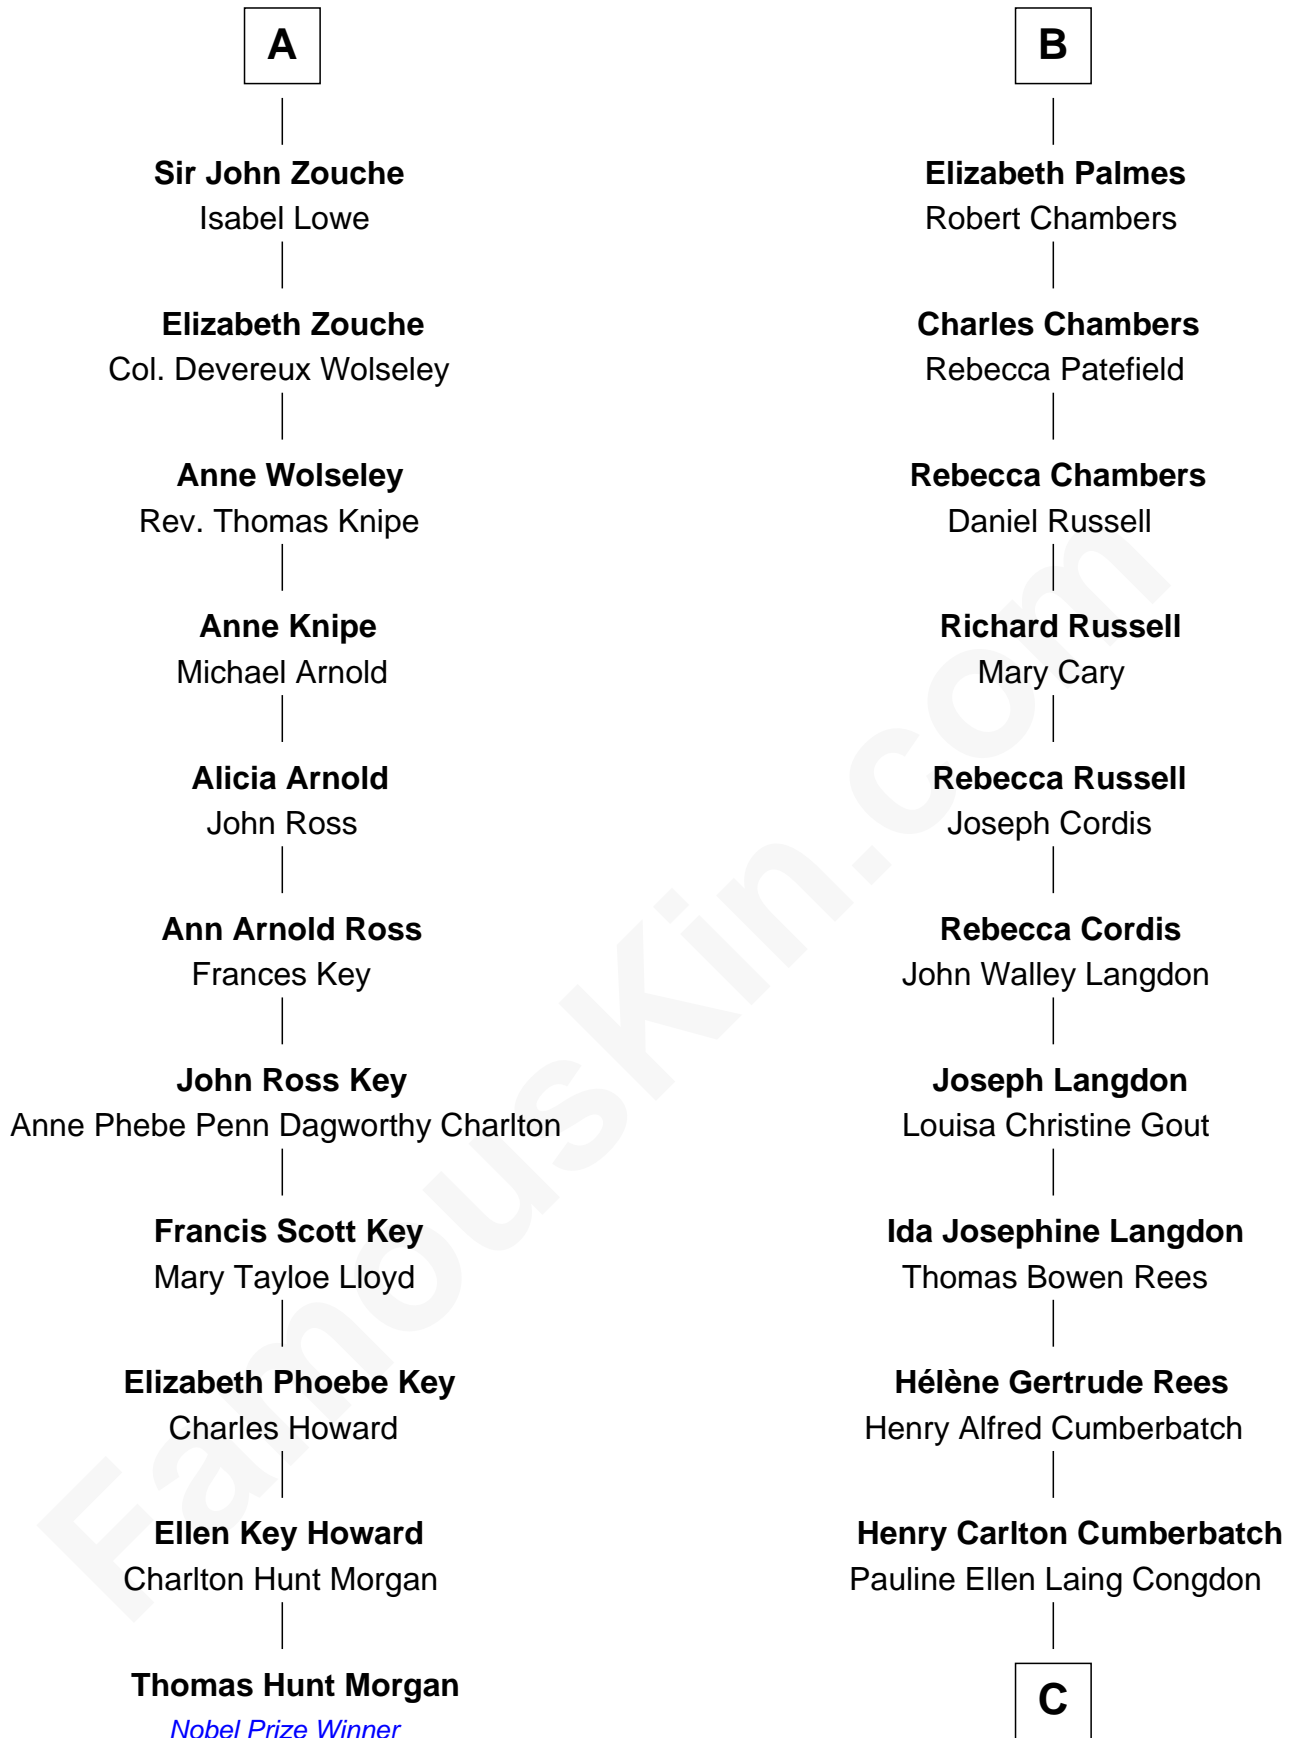 A
Sir John Zouche
Isabel Lowe
Elizabeth Zouche
Col. Devereux Wolseley
Anne Wolseley
Rev. Thomas Knipe
Anne Knipe
Michael Arnold
Alicia Arnold
John Ross
Ann Arnold Ross
Frances Key
John Ross Key
Anne Phebe Penn Dagworthy Charlton
Francis Scott Key
Mary Tayloe Lloyd
Elizabeth Phoebe Key
Charles Howard
Ellen Key Howard
Charlton Hunt Morgan
Thomas Hunt Morgan
Nobel Prize Winner
B
Elizabeth Palmes
Robert Chambers
Charles Chambers
Rebecca Patefield
Rebecca Chambers
Daniel Russell
Richard Russell
Mary Cary
Rebecca Russell
Joseph Cordis
Rebecca Cordis
John Walley Langdon
Joseph Langdon
Louisa Christine Gout
Ida Josephine Langdon
Thomas Bowen Rees
Hélène Gertrude Rees
Henry Alfred Cumberbatch
Henry Carlton Cumberbatch
Pauline Ellen Laing Congdon
C
FamousKin.com